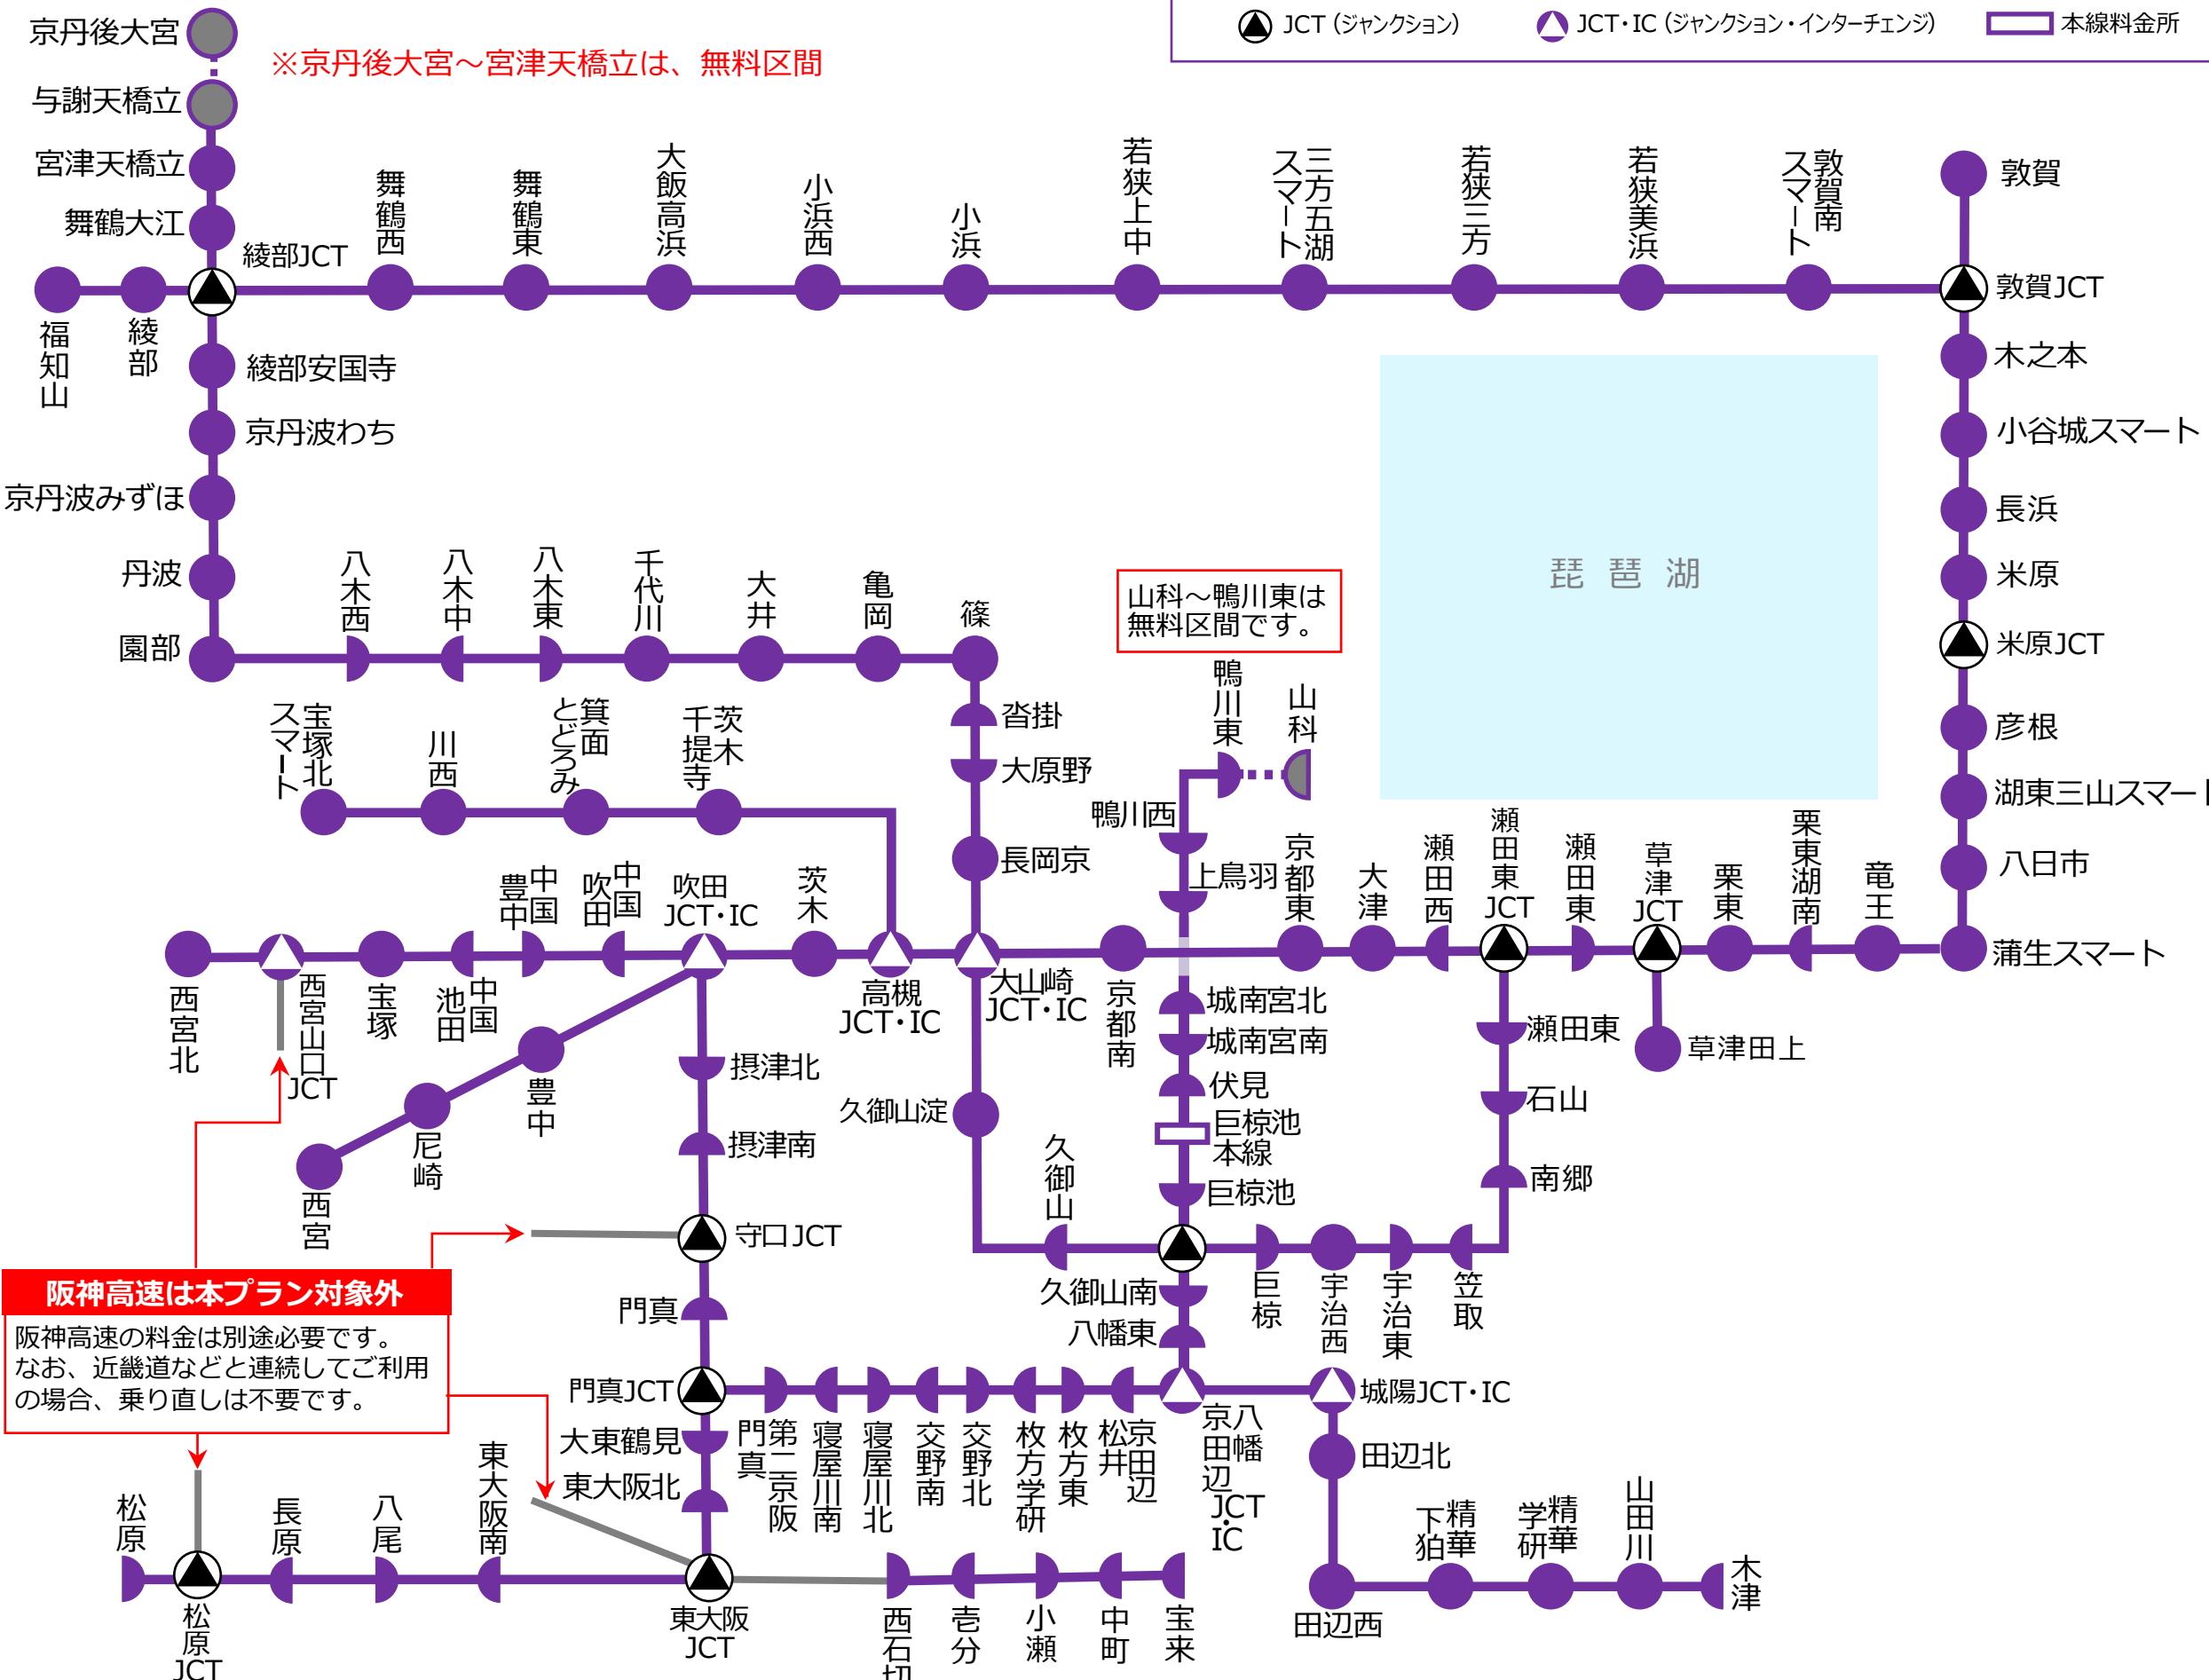 JCT（ジャンクション）
JCT・IC（ジャンクション・インターチェンジ）
本線料金所
京丹後大宮
※京丹後大宮～宮津天橋立は、無料区間
与謝天橋立
宮津天橋立
舞鶴大江
綾部JCT
舞鶴西
舞鶴東
大飯高浜
小浜西
小浜
若狭上中
三方五湖
スマート
若狭三方
若狭美浜
敦賀南
スマート
敦賀
敦賀JCT
福知山
綾部
綾部安国寺
京丹波わち
京丹波みずほ
丹波
園部
木之本
小谷城スマート
長浜
米原
米原JCT
彦根
湖東三山スマート
八日市
蒲生スマート
琵琶湖
八木西
八木中
八木東
千代川
大井
亀岡
篠
山科～鴨川東は
無料区間です。
沓掛
大原野
長岡京
宝塚北
スマート
川西
箕面
とどろみ
茨木
千提寺
鴨川東
山科
鴨川西
上鳥羽
京都東
大津
瀬田西
瀬田東
JCT
瀬田東
草津
JCT
栗東
栗東湖南
竜王
中国
豊中
中国
吹田
吹田
JCT・IC
茨木
西宮北
西宮山口
JCT
宝塚
中国
池田
高槻
JCT・IC
大山崎
JCT・IC
京都南
城南宮北
城南宮南
伏見
巨椋池
本線
巨椋池
瀬田東
石山
南郷
草津田上
豊中
尼崎
西宮
摂津北
摂津南
守口JCT
久御山淀
久御山
久御山南
八幡東
巨椋
宇治西
宇治東
笠取
阪神高速は本プラン対象外
阪神高速の料金は別途必要です。
なお、近畿道などと連続してご利用
の場合、乗り直しは不要です。
門真
門真JCT
大東鶴見
東大阪北
第二京阪
門真
寝屋川南
寝屋川北
交野南
交野北
枚方学研
枚方東
京田辺
松井
八幡
京田辺
JCT
・
IC
城陽JCT・IC
田辺北
田辺西
精華
下狛
精華
学研
山田川
木津
松原
松原
JCT
長原
八尾
東大阪南
東大阪
JCT
西石切
壱分
小瀬
中町
宝来